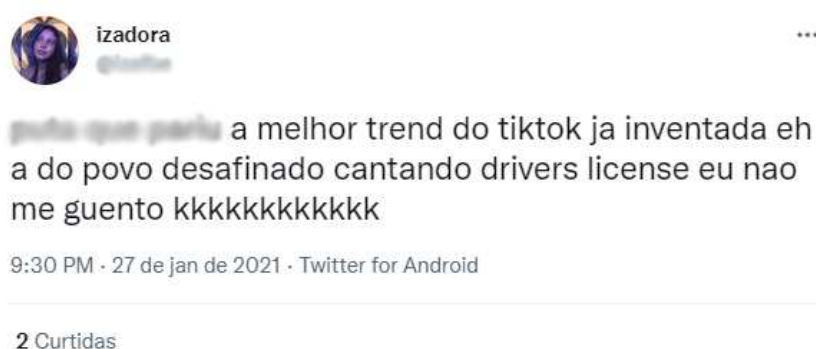 izadora
a melhor trend do tiktok ja inventada eh
a do povo desafinado cantando drivers license eu nao
me guento kkkkkkkkkkkk
9:30 PM · 27 de jan de 2021 · Twitter for Android
2 Curtidas